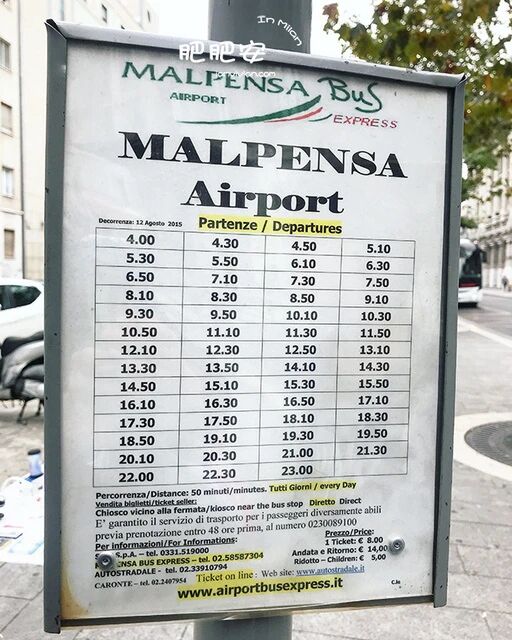 In Milan
肥肥安
MALPENSA BUS
AIRPORT
EXPRESS
MALPENSA
Airport
Decorrenza: 12 Agosto 2015 Partenze / Departures
4.00 4.30 4.50 5.10
5.30 5.50 6.10 6.30
6.50 7.10 7.30 7.50
8.10 8.30 8.50 9.10
9.30 9.50 10.10 10.30
10.50 11.10 11.30 11.50
12.10 12.30 12.50 13.10
13.30 13.50 14.10 14.30
14.50 15.10 15.30 15.50
16.10 16.30 16.50 17.10
17.30 17.50 18.10 18.30
18.50 19.10 19.30 19.50
20.10 20.30 21.00 21.30
22.00 22.30 23.00
Percorrenza/Distance: 50 minuti/minutes. Tutti Giorni / every Day
Vendita biglietti/ticket seller:
Chiosco vicino alla fermata/kiosco near the bus stop Diretto Direct
E' garantito il servizio di trasporto per i passeggeri diversamente abili
previa prenotazione entro 48 ore prima, al numero 0230089100
Per informazioni/For Informations: Prezzo/Price:
1 Ticket: € 8.00
S.p.A – tel. 0331.519000 Andata e Ritorno: € 14,00
PENSA BUS EXPRESS – tel. 02.58587304 Ridotto – Children: € 5,00
AUTOSTRADALE - tel. 02.33910794
CARONTE – tel. 02.2407954 Ticket on line : Web site: www.autostradale.it
www.airportbusexpress.it